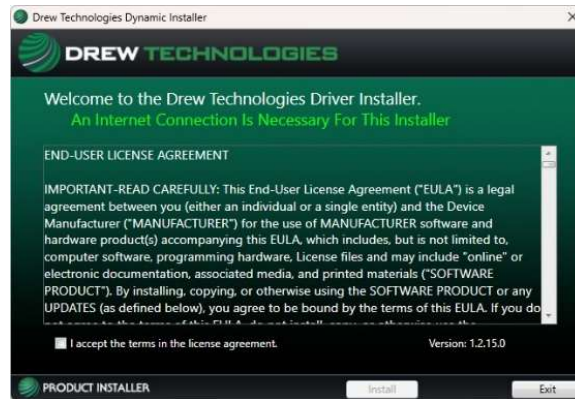 Drew Technologies Dynamic Installer
DREW TECHNOLOGIES
Welcome to the Drew Technologies Driver Installer.
An Internet Connection Is Necessary For This Installer
END-USER LICENSE AGREEMENT
IMPORTANT-READ CAREFULLY: This End-User License Agreement ("EULA") is a legal
agreement between you (either an individual or a single entity) and the Device
Manufacturer ("MANUFACTURER") for the use of MANUFACTURER software and
hardware product(s) accompanying this EULA, which includes, but is not limited to,
computer software, programming hardware, License files and may include "online" or
electronic documentation, associated media, and printed materials ("SOFTWARE
PRODUCT"). By installing, copying, or otherwise using the SOFTWARE PRODUCT or any
UPDATES (as defined below), you agree to be bound by the terms of this EULA. If you do
I accept the terms in the license agreement.
Version: 1.2.15.0
PRODUCT INSTALLER
Install
Exit